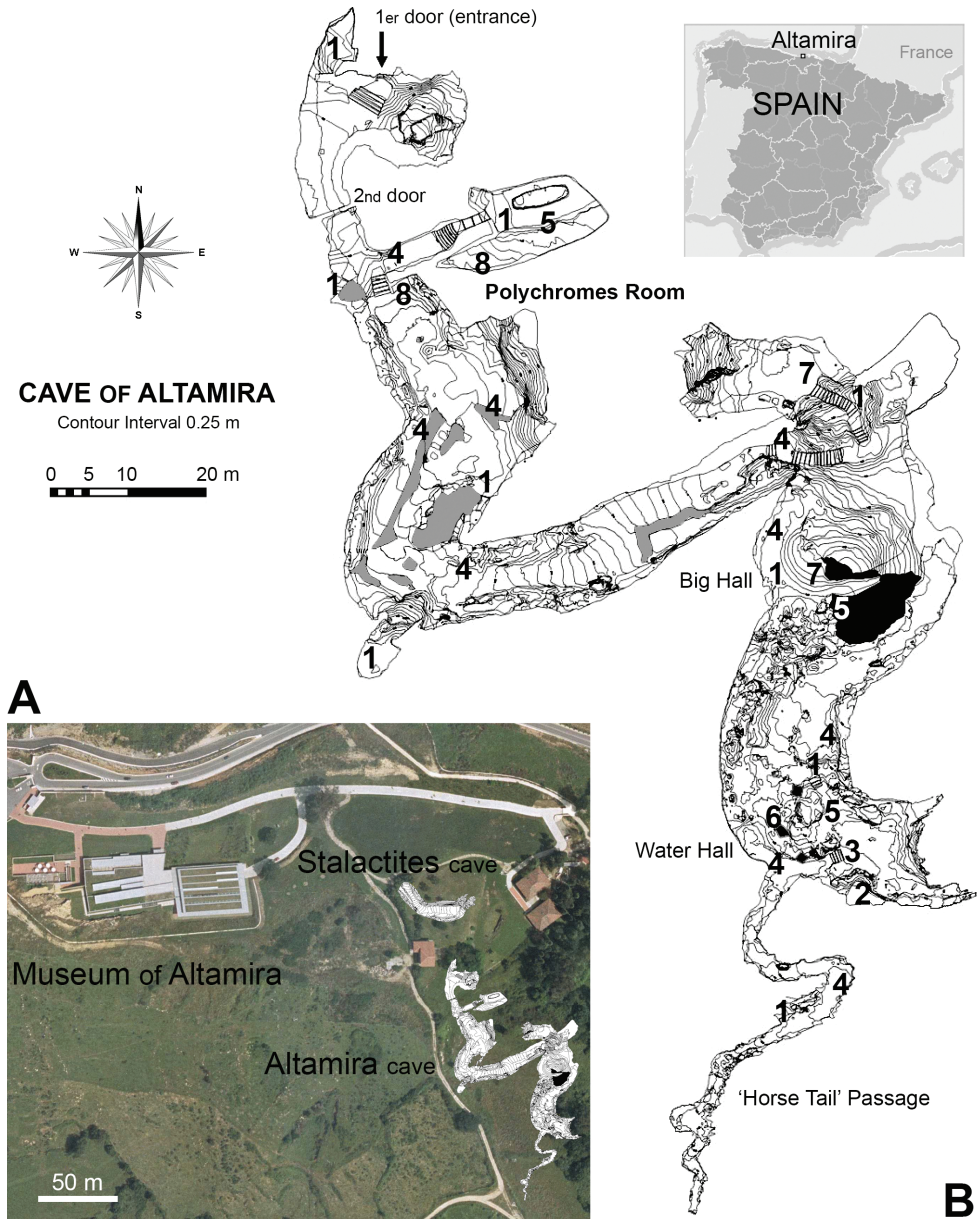 1er door (entrance)
1
Altamira
France
SPAIN
N
W
E
S
2nd door
1
5
4
8
1
8
Polychromes Room
CAVE OF ALTAMIRA
Contour Interval 0.25 m
0 5 10 20 m
7
1
4
4
4
1
4
4
1
Big Hall
7
5
1
A
4
1
5
6
Water Hall
3
4
2
4
1
'Horse Tail' Passage
B
Stalactites cave
Museum of Altamira
Altamira cave
50 m